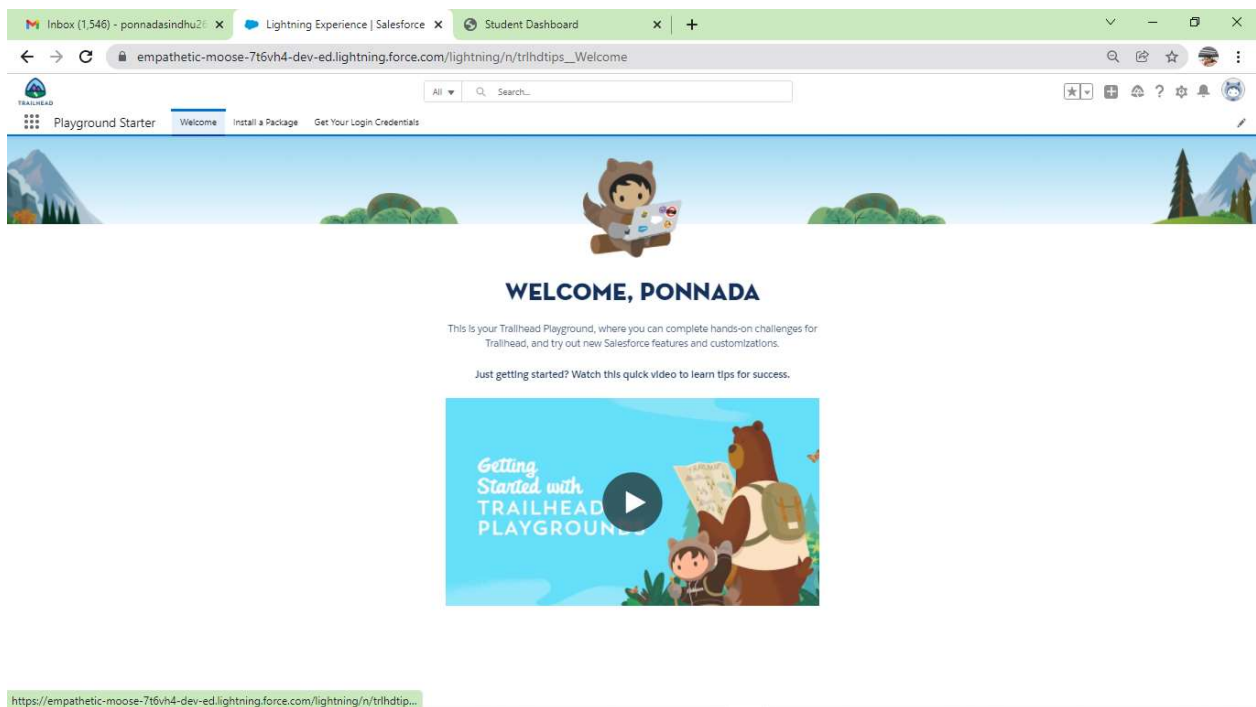 Inbox (1,546) - ponnadasindhu26
Lightning Experience | Salesforce
Student Dashboard
empathetic-moose-7t6vh4-dev-ed.lightning.force.com/lightning/n/trlhdtips__Welcome
TRAILHEAD
All
Search...
Playground Starter
Welcome
Install a Package
Get Your Login Credentials
WELCOME, PONNADA
This is your Trailhead Playground, where you can complete hands-on challenges for
Trailhead, and try out new Salesforce features and customizations.
Just getting started? Watch this quick video to learn tips for success.
Getting
Started with
TRAILHEAD
PLAYGROUNDS
https://empathetic-moose-7t6vh4-dev-ed.lightning.force.com/lightning/n/trlhdtip...